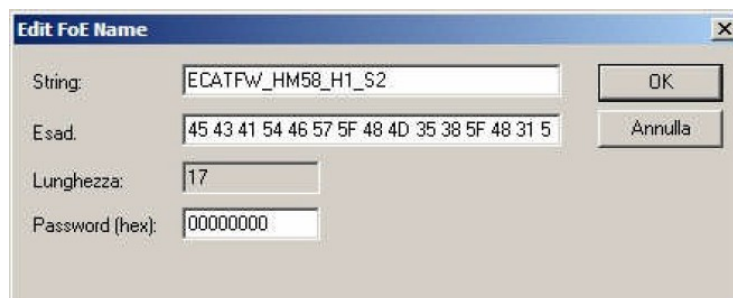 Edit FoE Name
String: ECATFW_HM58_H1_S2 OK
Esad. 45 43 41 54 46 57 5F 48 4D 35 38 5F 48 31 5 Annulla
Lunghezza: 17
Password (hex): 00000000